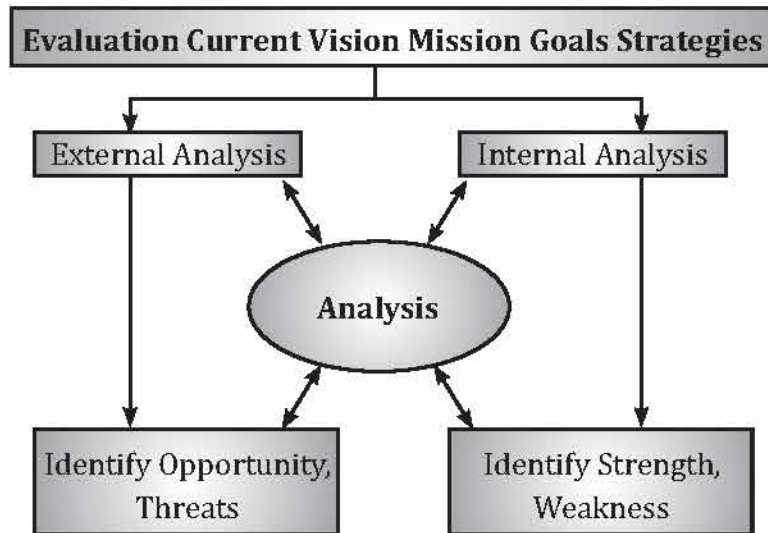 Evaluation Current Vision Mission Goals Strategies
External Analysis
Internal Analysis
Analysis
Identify Opportunity,
Threats
Identify Strength,
Weakness